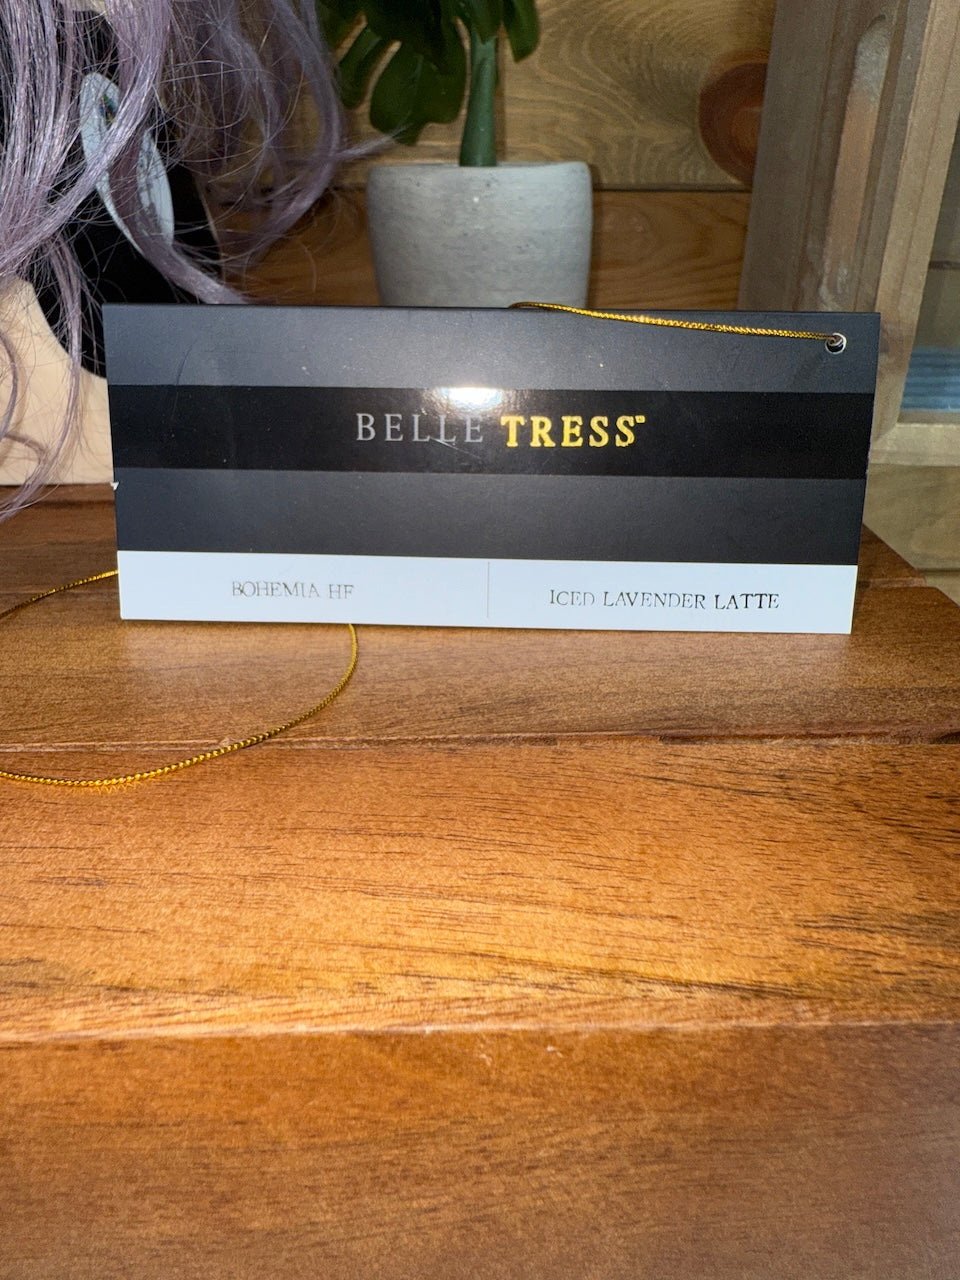 BELLE TRESS™
BOHEMIA HF
ICED LAVENDER LATTE